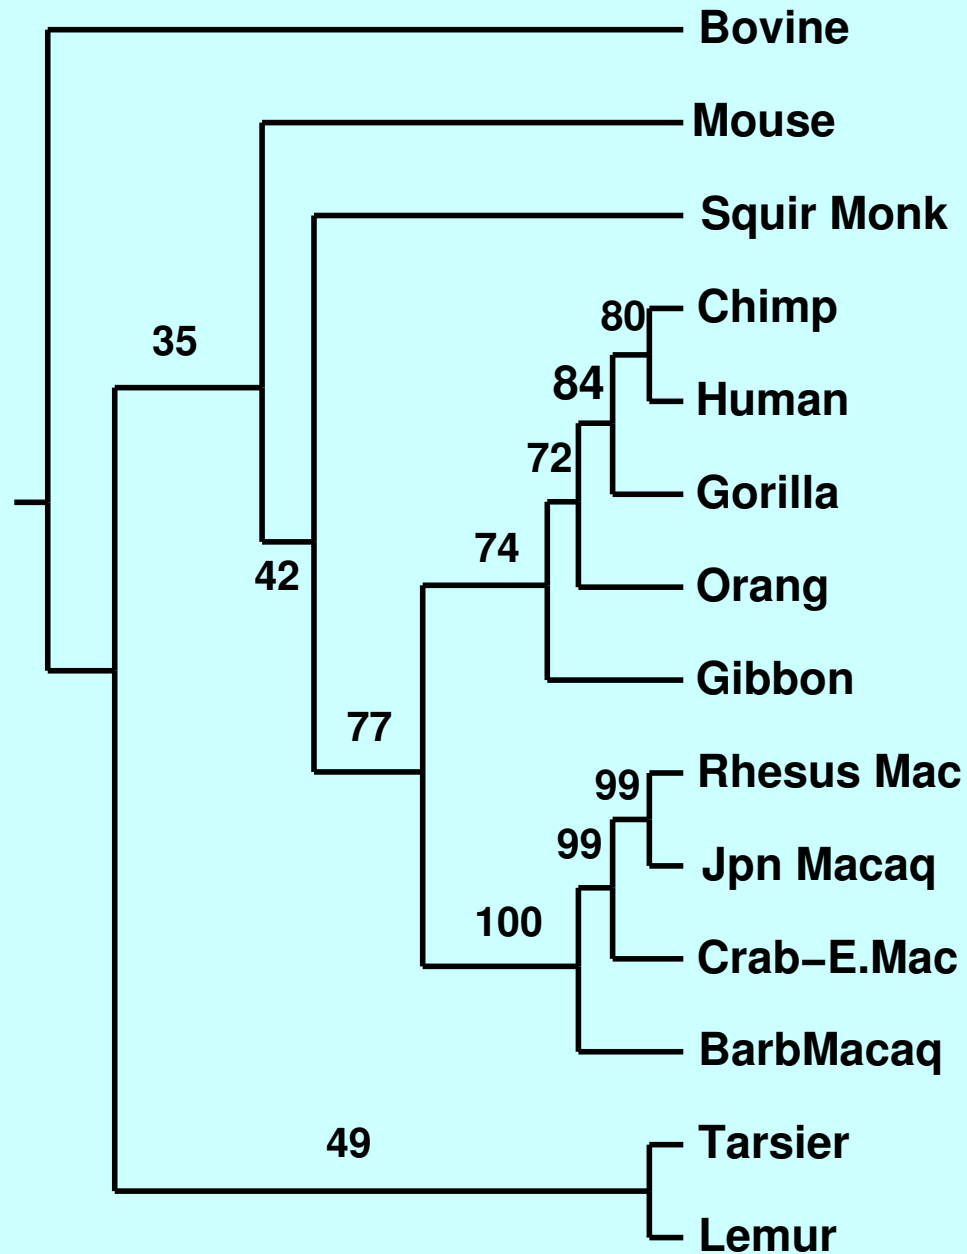 Bovine
Mouse
Squir Monk
80 Chimp
35
84 Human
72
Gorilla
74
42
Orang
Gibbon
77
Rhesus Mac
99
99
Jpn Macaq
100
Crab−E.Mac
BarbMacaq
49 Tarsier
Lemur